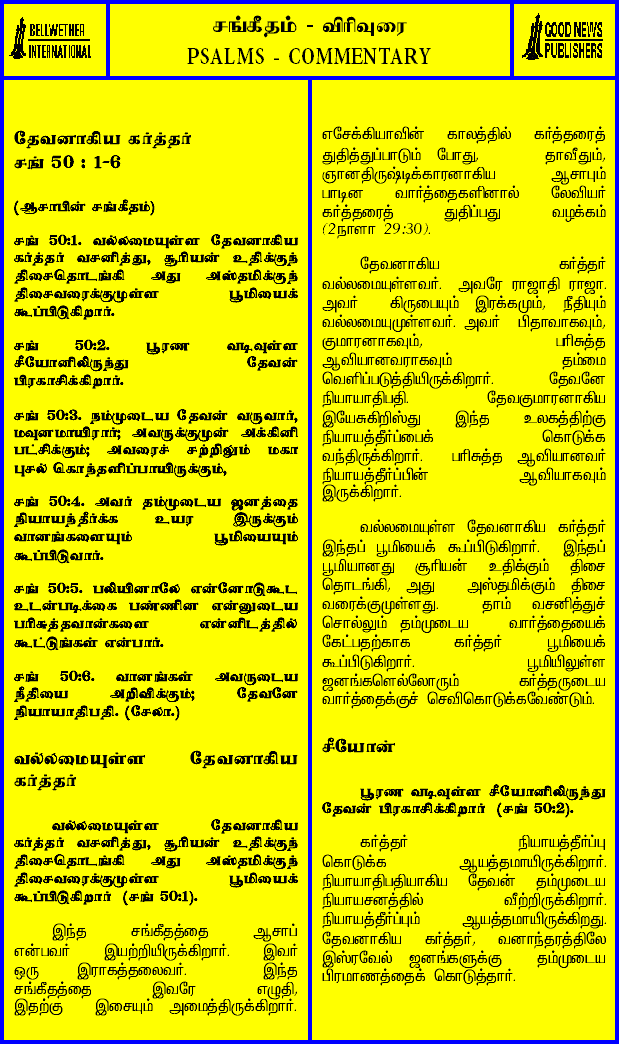 BELLWETHER
INTERNATIONAL
சங்கீதம் - விரிவுரை
PSALMS - COMMENTARY
GOOD NEWS
PUBLISHERS
தேவனாகிய கர்த்தர்
சங் 50 : 1-6
(ஆசாபின் சங்கீதம்)
சங் 50:1. வல்லமையுள்ள தேவனாகிய
கர்த்தர் வசனித்து, சூரியன் உதிக்குந்
திசைதொடங்கி அது அஸ்தமிக்குந்
திசைவரைக்குமுள்ள பூமியைக்
கூப்பிடுகிறார்.
சங் 50:2. பூரண வடிவுள்ள
சீயோனிலிருந்து தேவன்
பிரகாசிக்கிறார்.
சங் 50:3. நம்முடைய தேவன் வருவார்,
மவுனமாயிரார்; அவருக்குமுன் அக்கினி
பட்சிக்கும்; அவரைச் சற்றிலும் மகா
புசல் கொந்தளிப்பாயிருக்கும்,
சங் 50:4. அவர் தம்முடைய ஜனத்தை
நியாயந்தீர்க்க உயர இருக்கும்
வானங்களையும் பூமியையும்
கூப்பிடுவார்.
சங் 50:5. பலியினாலே என்னோடுகூட
உடன்படிக்கை பண்ணின என்னுடைய
பரிசுத்தவான்களை என்னிடத்தில்
கூட்டுங்கள் என்பார்.
சங் 50:6. வானங்கள் அவருடைய
நீதியை அறிவிக்கும்; தேவனே
நியாயாதிபதி. (சேலா.)
வல்லமையுள்ள தேவனாகிய
கர்த்தர்
வல்லமையுள்ள தேவனாகிய
கர்த்தர் வசனித்து, சூரியன் உதிக்குந்
திசைதொடங்கி அது அஸ்தமிக்குந்
திசைவரைக்குமுள்ள பூமியைக்
கூப்பிடுகிறார் (சங் 50:1).
இந்த சங்கீதத்தை ஆசாப்
என்பவர் இயற்றியிருக்கிறார். இவர்
ஒரு இராகத்தலைவர். இந்த
சங்கீதத்தை இவரே எழுதி,
இதற்கு இசையும் அமைத்திருக்கிறார்.
எசேக்கியாவின் காலத்தில் கர்த்தரைத்
துதித்துப்பாடும் போது, தாவீதும்,
ஞானதிருஷ்டிக்காரனாகிய ஆசாபும்
பாடின வார்த்தைகளினால் லேவியர்
கர்த்தரைத் துதிப்பது வழக்கம்
(2நாளா 29:30).
தேவனாகிய கர்த்தர்
வல்லமையுள்ளவர். அவரே ராஜாதி ராஜா.
அவர் கிருபையும் இரக்கமும், நீதியும்
வல்லமையுமுள்ளவர். அவர் பிதாவாகவும்,
குமாரனாகவும், பரிசுத்த
ஆவியானவராகவும் தம்மை
வெளிப்படுத்தியிருக்கிறார். தேவனே
நியாயாதிபதி. தேவகுமாரனாகிய
இயேசுகிறிஸ்து இந்த உலகத்திற்கு
நியாயத்தீர்ப்பைக் கொடுக்க
வந்திருக்கிறார். பரிசுத்த ஆவியானவர்
நியாயத்தீர்ப்பின் ஆவியாகவும்
இருக்கிறார்.
வல்லமையுள்ள தேவனாகிய கர்த்தர்
இந்தப் பூமியைக் கூப்பிடுகிறார். இந்தப்
பூமியானது சூரியன் உதிக்கும் திசை
தொடங்கி, அது அஸ்தமிக்கும் திசை
வரைக்குமுள்ளது. தாம் வசனித்துச்
சொல்லும் தம்முடைய வார்த்தையைக்
கேட்பதற்காக கர்த்தர் பூமியைக்
கூப்பிடுகிறார். பூமியிலுள்ள
ஜனங்களெல்லோரும் கர்த்தருடைய
வார்த்தைக்குச் செவிகொடுக்கவேண்டும்.
சீயோன்
பூரண வடிவுள்ள சீயோனிலிருந்து
தேவன் பிரகாசிக்கிறார் (சங் 50:2).
கர்த்தர் நியாயத்தீர்ப்பு
கொடுக்க ஆயத்தமாயிருக்கிறார்.
நியாயாதிபதியாகிய தேவன் தம்முடைய
நியாயசனத்தில் வீற்றிருக்கிறார்.
நியாயத்தீர்ப்பும் ஆயத்தமாயிருக்கிறது.
தேவனாகிய கர்த்தர், வனாந்தரத்திலே
இஸ்ரவேல் ஜனங்களுக்கு தம்முடைய
பிரமாணத்தைக் கொடுத்தார்.